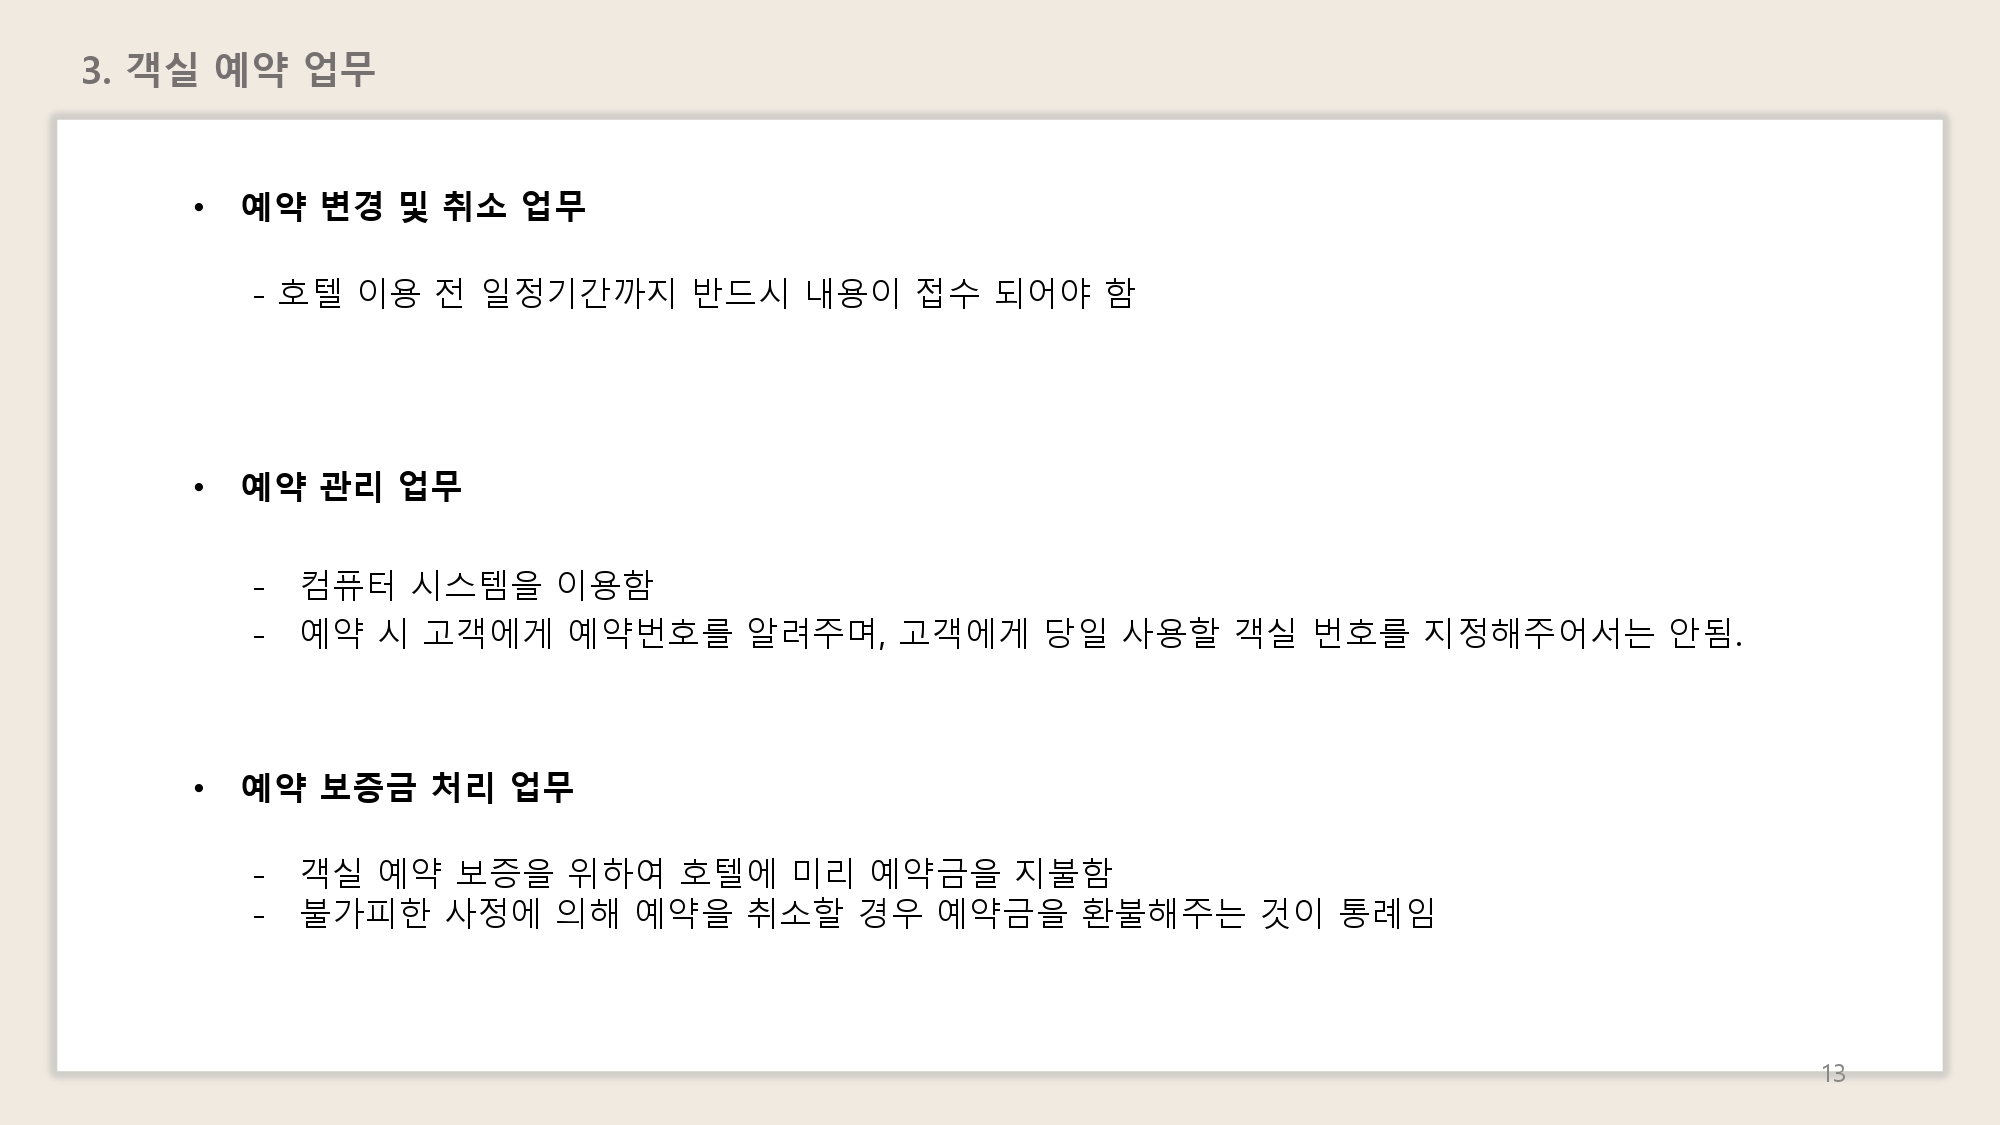 3. 객실 예약 업무
• 예약 변경 및 취소 업무
- 호텔 이용 전 일정기간까지 반드시 내용이 접수 되어야 함
• 예약 관리 업무
- 컴퓨터 시스템을 이용함
- 예약 시 고객에게 예약번호를 알려주며, 고객에게 당일 사용할 객실 번호를 지정해주어서는 안됨.
• 예약 보증금 처리 업무
- 객실 예약 보증을 위하여 호텔에 미리 예약금을 지불함
- 불가피한 사정에 의해 예약을 취소할 경우 예약금을 환불해주는 것이 통례임
13